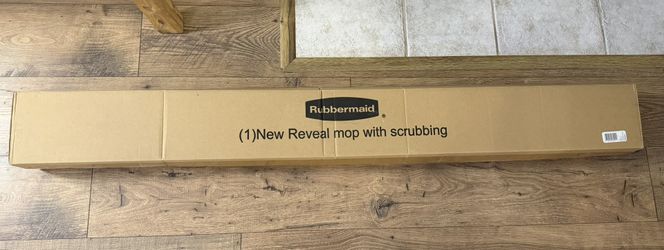 Rubbermaid®
(1)New Reveal mop with scrubbing